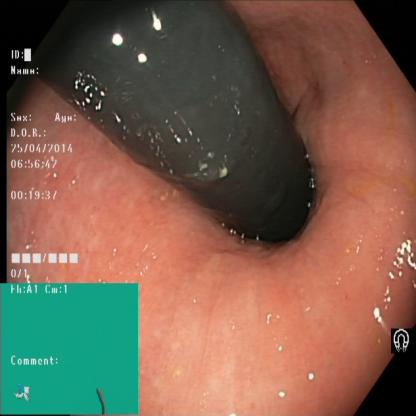 ID:
Name:
Sex: Age:
D.O.B.:
25/04/2014
06:56:47
00:19:37
/
0/1
Eh:A1 Cm:1
Comment: